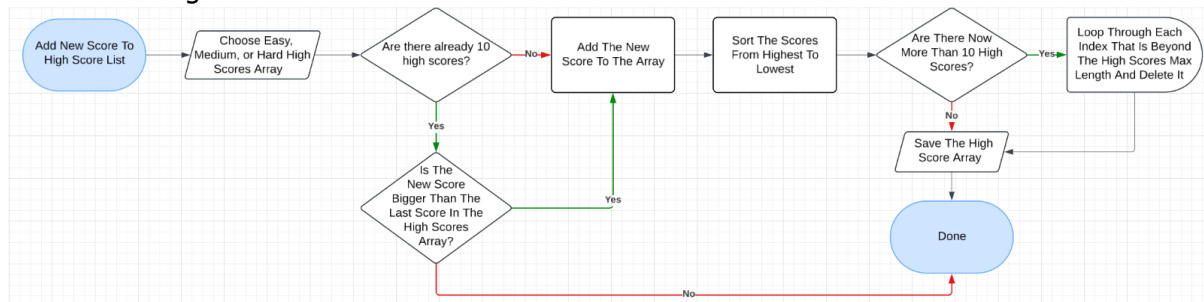 Add New Score To
High Score List
Choose Easy,
Medium, or Hard High
Scores Array
Are there already 10
high scores?
No
Add The New
Score To The Array
Sort The Scores
From Highest To
Lowest
Are There Now
More Than 10 High
Scores?
Yes
Loop Through Each
Index That Is Beyond
The High Scores Max
Length And Delete It
Yes
No
Save The High
Score Array
Is The
New Score
Bigger Than The
Last Score In The
High Scores
Array?
Yes
Done
No